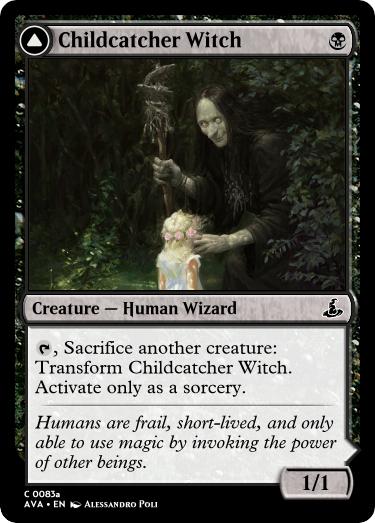 Childcatcher Witch
Creature — Human Wizard
, Sacrifice another creature:
Transform Childcatcher Witch.
Activate only as a sorcery.
Humans are frail, short-lived, and only
able to use magic by invoking the power
of other beings.
1/1
C 0083a
AVA • EN Alessandro Poli